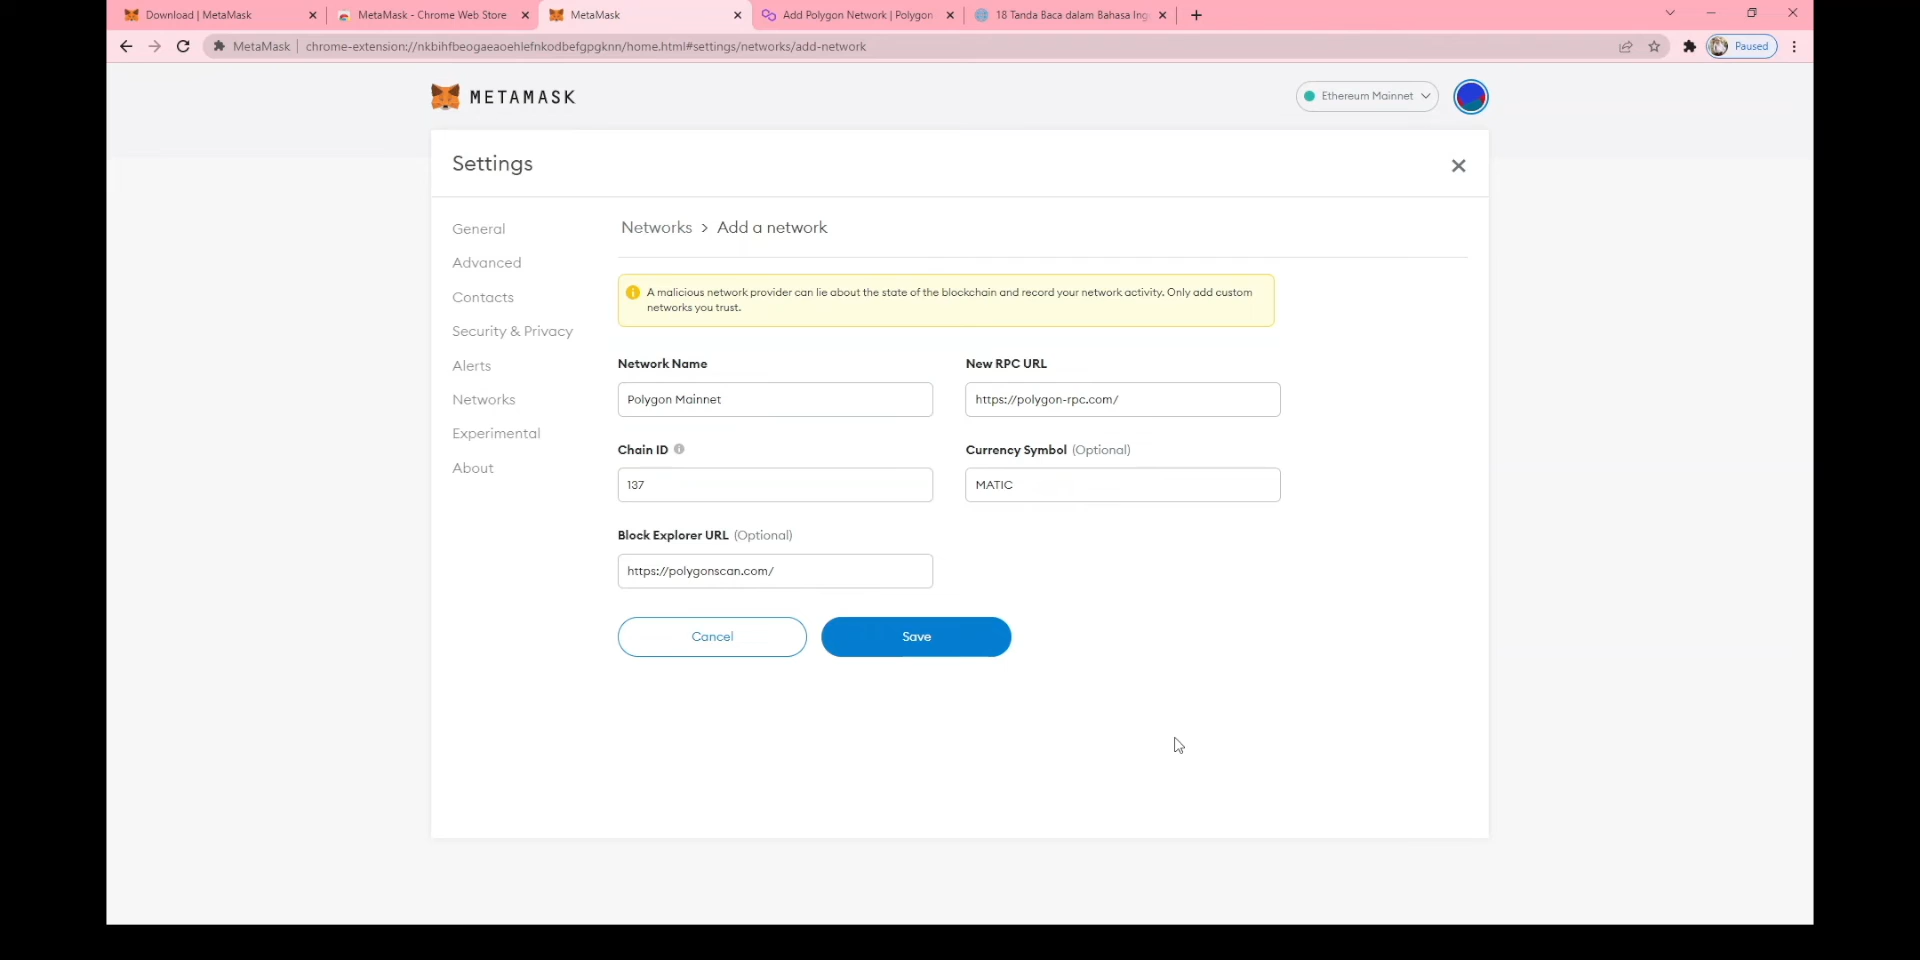 Download | MetaMask
MetaMask - Chrome Web Store
MetaMask
Add Polygon Network | Polygon
18 Tanda Baca dalam Bahasa Ing
MetaMask
chrome-extension://nkbihfbeogaeaoehlefnkodbefgpgknn/home.html#settings/networks/add-network
Paused
METAMASK
Ethereum Mainnet
Settings
General
Advanced
Contacts
Security & Privacy
Alerts
Networks
Experimental
About
Networks > Add a network
A malicious network provider can lie about the state of the blockchain and record your network activity. Only add custom
networks you trust.
Network Name
New RPC URL
Polygon Mainnet
https://polygon-rpc.com/
Chain ID
Currency Symbol (Optional)
137
MATIC
Block Explorer URL (Optional)
https://polygonscan.com/
Cancel
Save